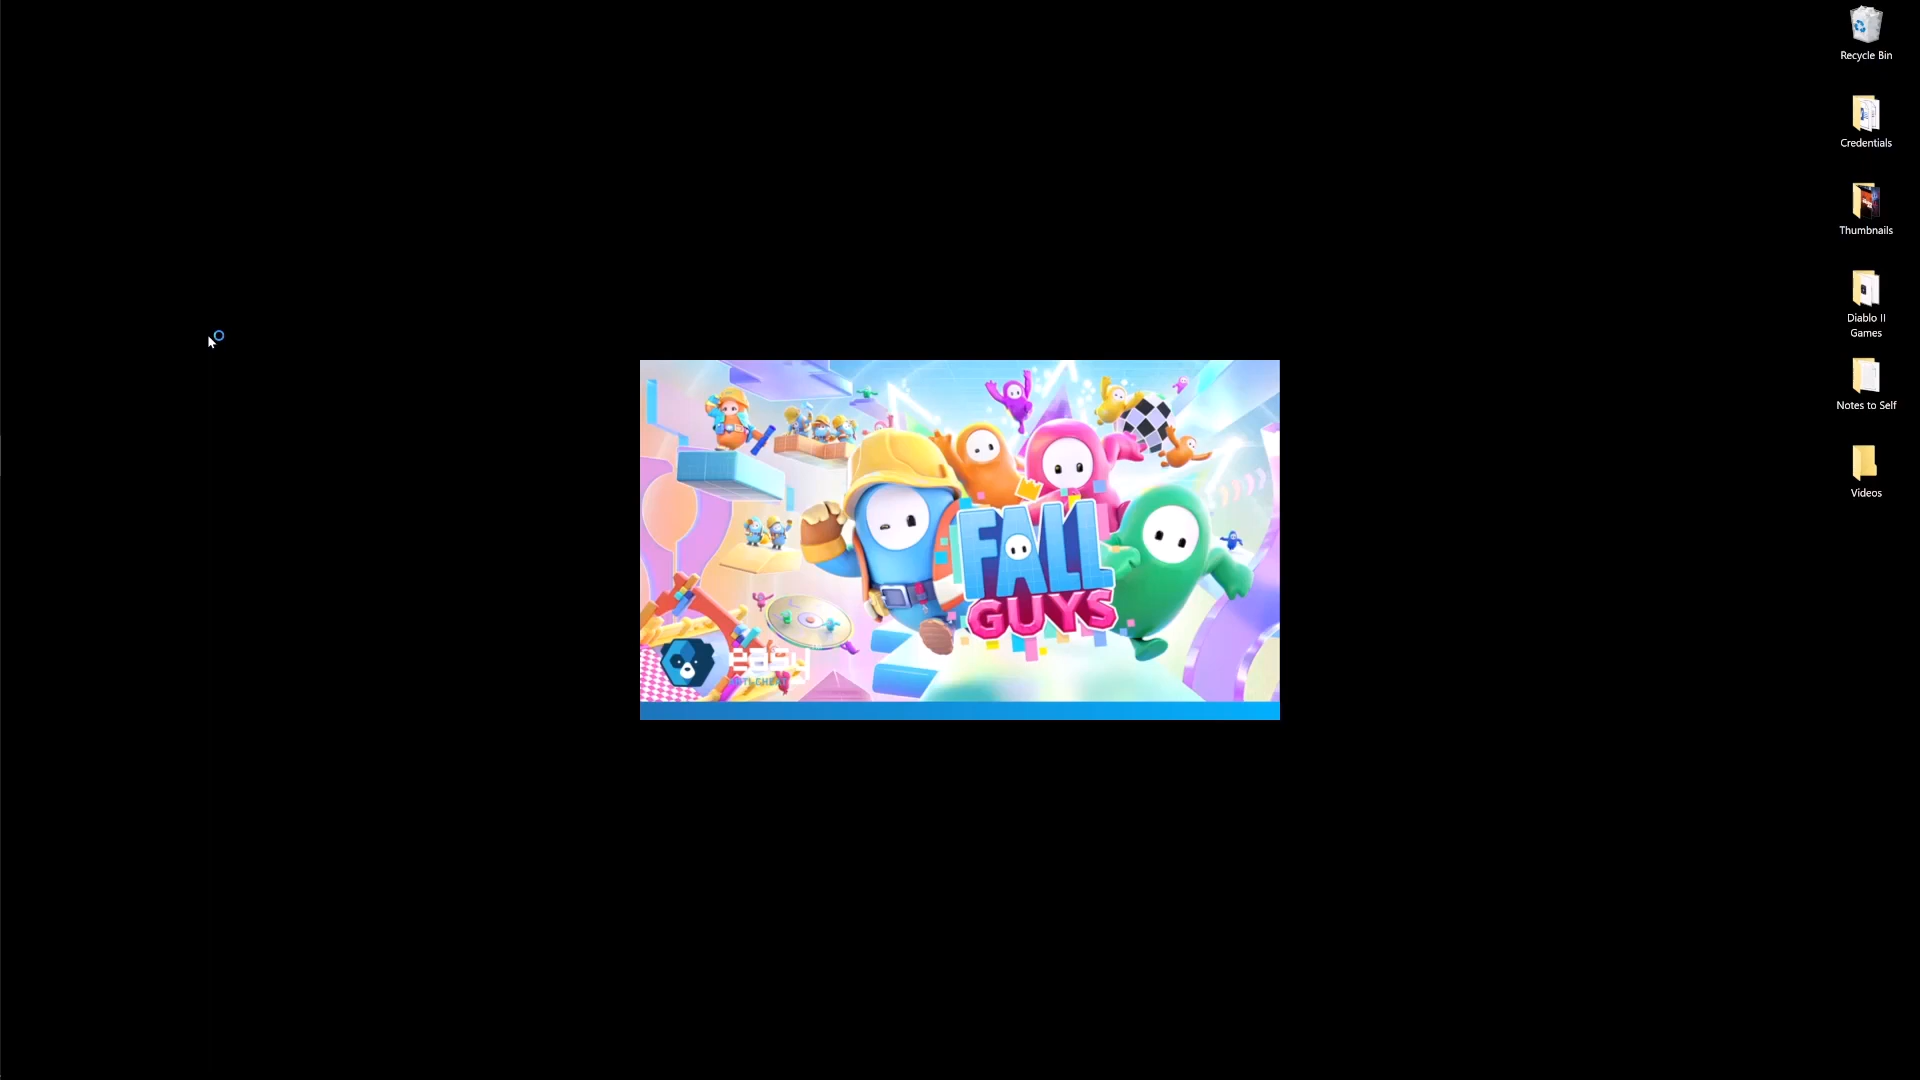 Recycle Bin
Credentials
Thumbnails
Diablo II
Games
Notes to Self
Videos
FALL
GUYS
easy